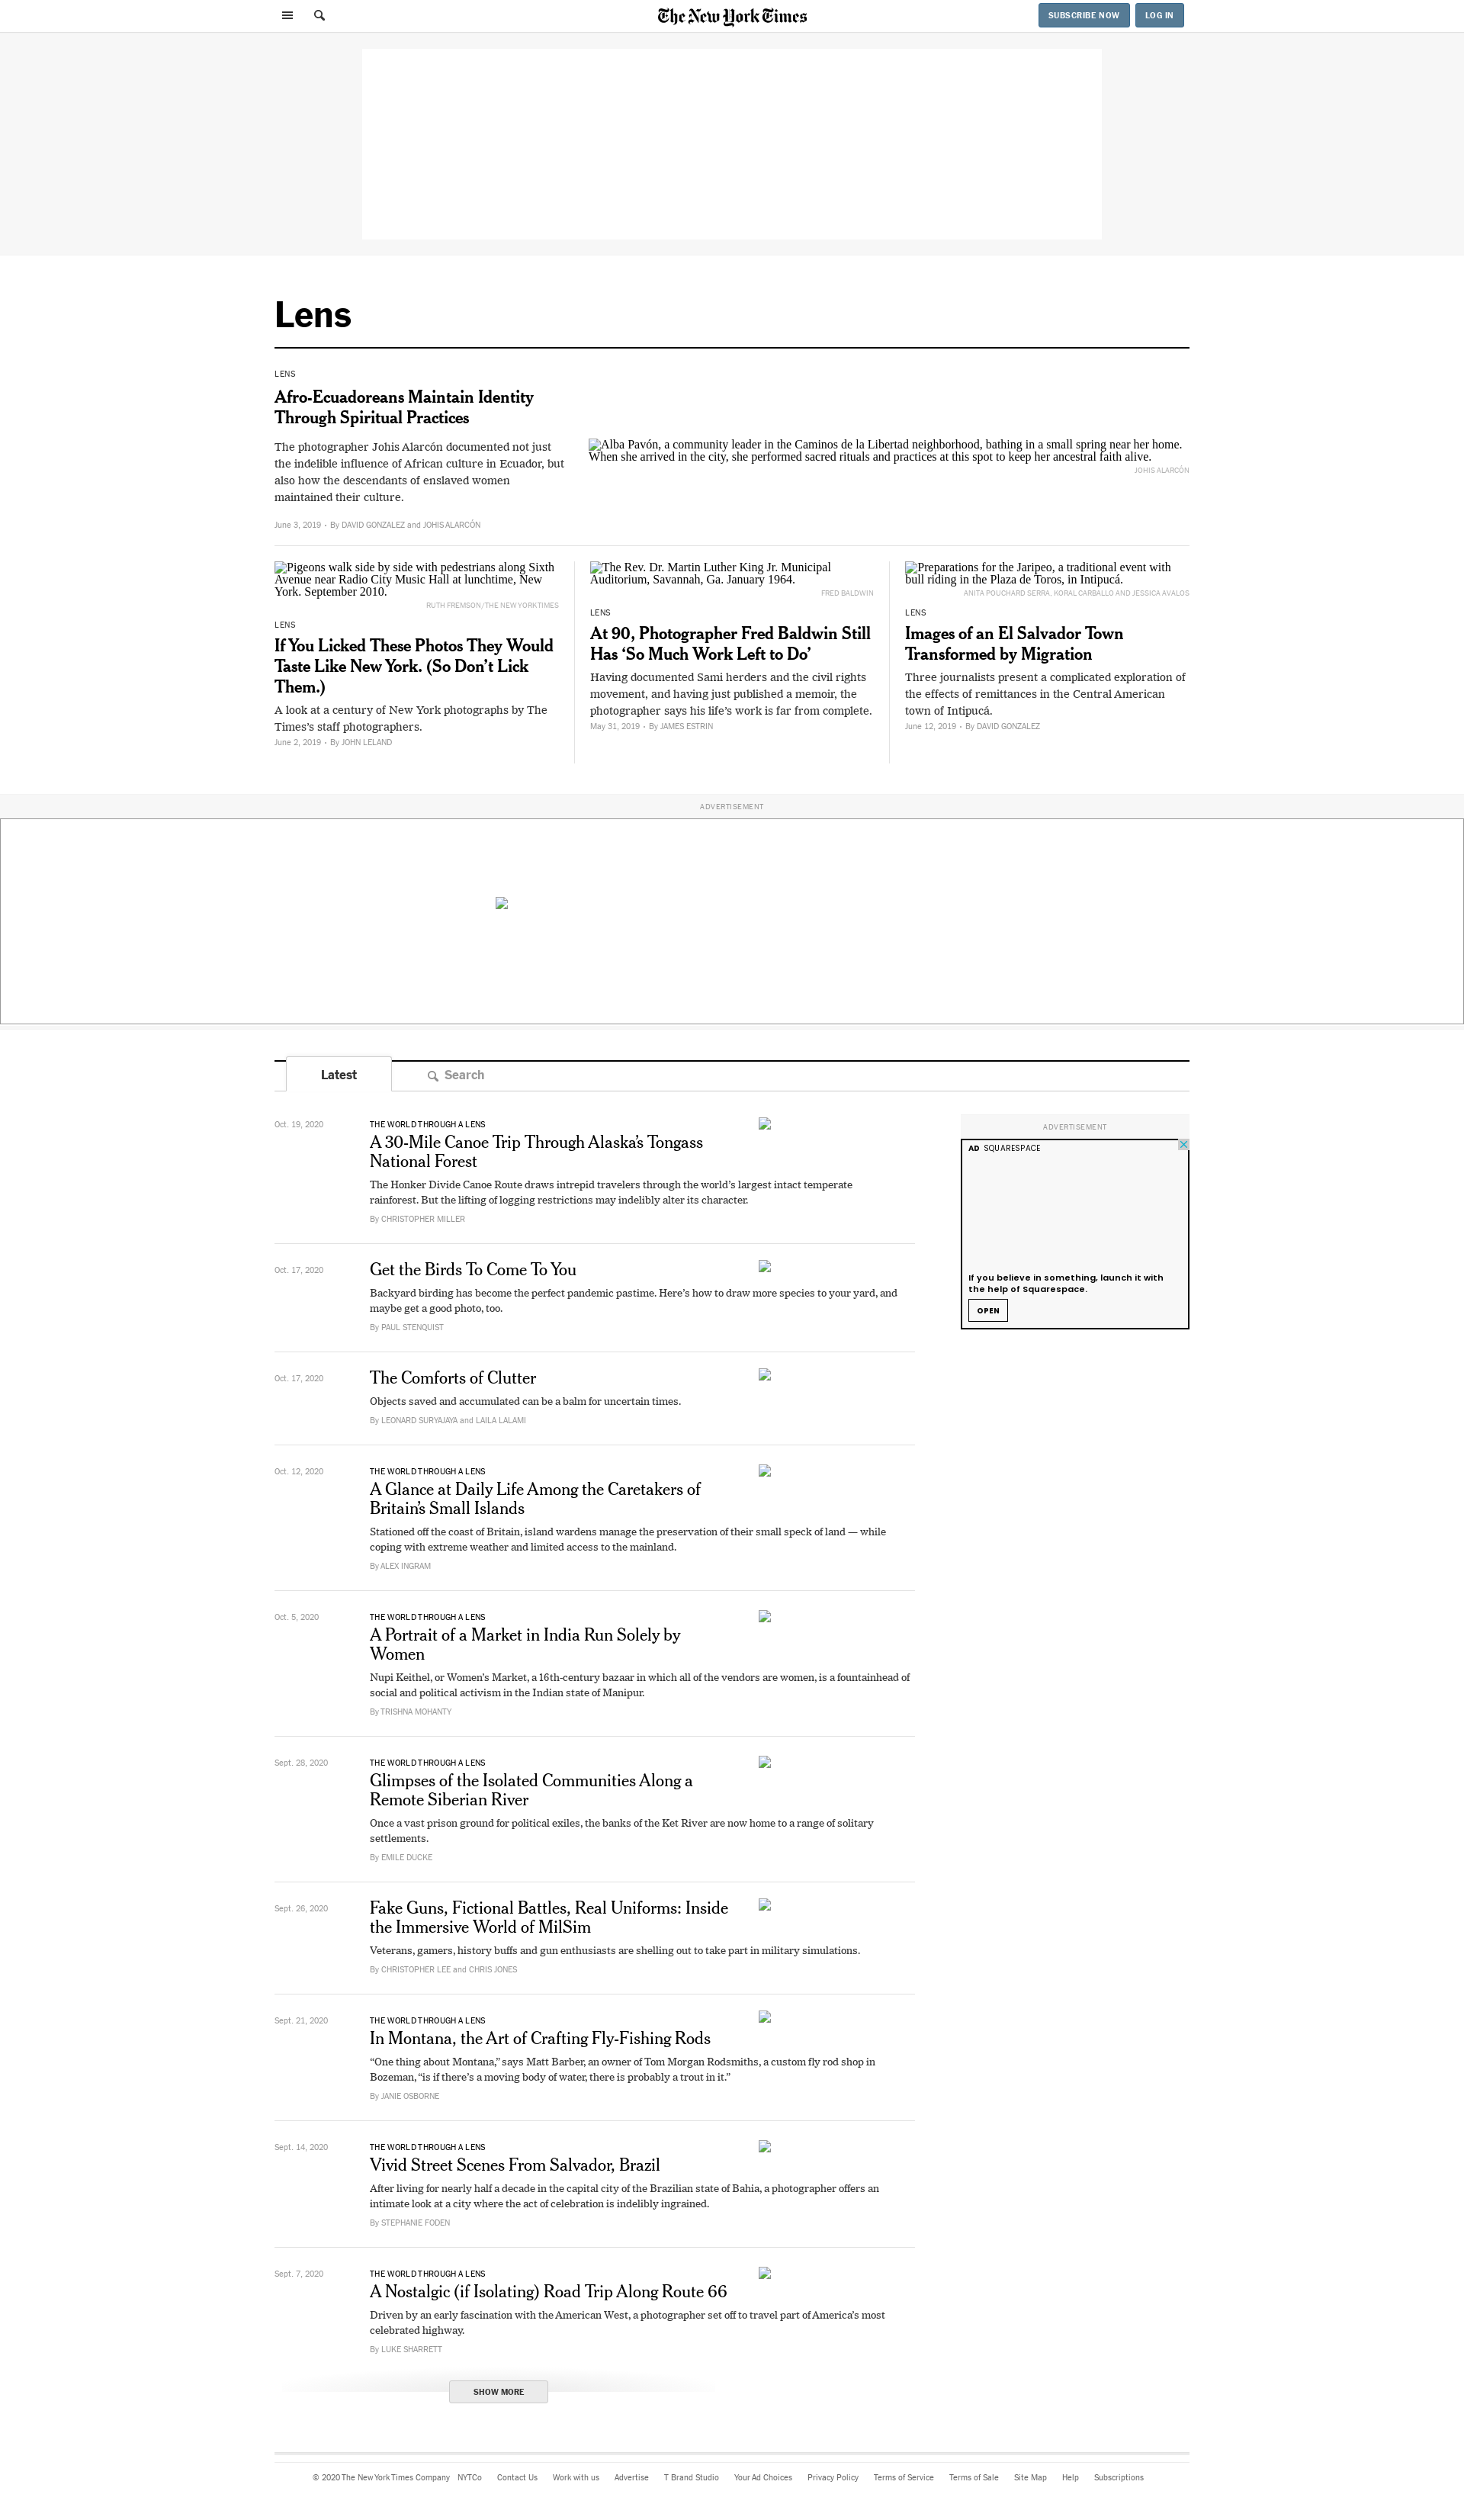 The New York Times
SUBSCRIBE NOW
LOG IN
Lens
LENS
Afro-Ecuadoreans Maintain Identity
Through Spiritual Practices
The photographer Johis Alarcón documented not just
the indelible influence of African culture in Ecuador, but
also how the descendants of enslaved women
maintained their culture.
June 3, 2019 • By DAVID GONZALEZ and JOHIS ALARCÓN
Alba Pavón, a community leader in the Caminos de la Libertad neighborhood, bathing in a small spring near her home.
When she arrived in the city, she performed sacred rituals and practices at this spot to keep her ancestral faith alive.
JOHIS ALARCÓN
Pigeons walk side by side with pedestrians along Sixth
Avenue near Radio City Music Hall at lunchtime, New
York. September 2010.
RUTH FREMSON/THE NEW YORK TIMES
LENS
If You Licked These Photos They Would
Taste Like New York. (So Don’t Lick
Them.)
A look at a century of New York photographs by The
Times’s staff photographers.
June 2, 2019 • By JOHN LELAND
The Rev. Dr. Martin Luther King Jr. Municipal
Auditorium, Savannah, Ga. January 1964.
FRED BALDWIN
LENS
At 90, Photographer Fred Baldwin Still
Has ‘So Much Work Left to Do’
Having documented Sami herders and the civil rights
movement, and having just published a memoir, the
photographer says his life’s work is far from complete.
May 31, 2019 • By JAMES ESTRIN
Preparations for the Jaripeo, a traditional event with
bull riding in the Plaza de Toros, in Intipucá.
ANITA POUCHARD SERRA, KORAL CARBALLO AND JESSICA AVALOS
LENS
Images of an El Salvador Town
Transformed by Migration
Three journalists present a complicated exploration of
the effects of remittances in the Central American
town of Intipucá.
June 12, 2019 • By DAVID GONZALEZ
ADVERTISEMENT
Latest
Search
Oct. 19, 2020
THE WORLD THROUGH A LENS
A 30-Mile Canoe Trip Through Alaska’s Tongass
National Forest
The Honker Divide Canoe Route draws intrepid travelers through the world’s largest intact temperate
rainforest. But the lifting of logging restrictions may indelibly alter its character.
By CHRISTOPHER MILLER
Oct. 17, 2020
Get the Birds To Come To You
Backyard birding has become the perfect pandemic pastime. Here’s how to draw more species to your yard, and
maybe get a good photo, too.
By PAUL STENQUIST
Oct. 17, 2020
The Comforts of Clutter
Objects saved and accumulated can be a balm for uncertain times.
By LEONARD SURYAJAYA and LAILA LALAMI
Oct. 12, 2020
THE WORLD THROUGH A LENS
A Glance at Daily Life Among the Caretakers of
Britain’s Small Islands
Stationed off the coast of Britain, island wardens manage the preservation of their small speck of land — while
coping with extreme weather and limited access to the mainland.
By ALEX INGRAM
Oct. 5, 2020
THE WORLD THROUGH A LENS
A Portrait of a Market in India Run Solely by
Women
Nupi Keithel, or Women’s Market, a 16th-century bazaar in which all of the vendors are women, is a fountainhead of
social and political activism in the Indian state of Manipur.
By TRISHNA MOHANTY
Sept. 28, 2020
THE WORLD THROUGH A LENS
Glimpses of the Isolated Communities Along a
Remote Siberian River
Once a vast prison ground for political exiles, the banks of the Ket River are now home to a range of solitary
settlements.
By EMILE DUCKE
Sept. 26, 2020
Fake Guns, Fictional Battles, Real Uniforms: Inside
the Immersive World of MilSim
Veterans, gamers, history buffs and gun enthusiasts are shelling out to take part in military simulations.
By CHRISTOPHER LEE and CHRIS JONES
Sept. 21, 2020
THE WORLD THROUGH A LENS
In Montana, the Art of Crafting Fly-Fishing Rods
“One thing about Montana,” says Matt Barber, an owner of Tom Morgan Rodsmiths, a custom fly rod shop in
Bozeman, “is if there’s a moving body of water, there is probably a trout in it.”
By JANIE OSBORNE
Sept. 14, 2020
THE WORLD THROUGH A LENS
Vivid Street Scenes From Salvador, Brazil
After living for nearly half a decade in the capital city of the Brazilian state of Bahia, a photographer offers an
intimate look at a city where the act of celebration is indelibly ingrained.
By STEPHANIE FODEN
Sept. 7, 2020
THE WORLD THROUGH A LENS
A Nostalgic (if Isolating) Road Trip Along Route 66
Driven by an early fascination with the American West, a photographer set off to travel part of America’s most
celebrated highway.
By LUKE SHARRETT
SHOW MORE
ADVERTISEMENT
AD SQUARESPACE
If you believe in something, launch it with
the help of Squarespace.
OPEN
© 2020 The New York Times Company NYTCo Contact Us Work with us Advertise T Brand Studio Your Ad Choices Privacy Policy Terms of Service Terms of Sale Site Map Help Subscriptions